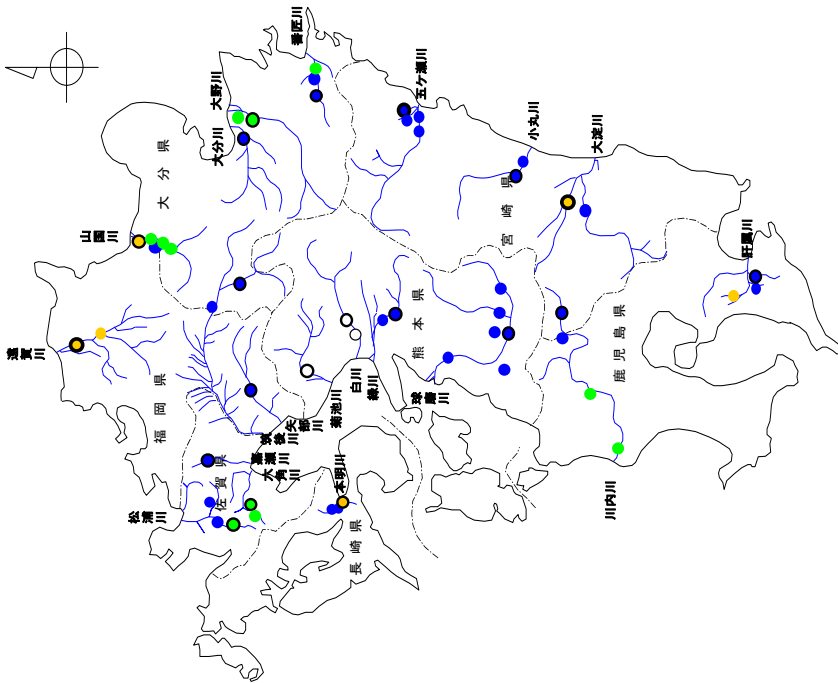 番匠川
大野川
大分川
五ケ瀬川
小丸川
大淀川
大分県
山国川
宮崎県
肝属川
遠賀川
福岡県
熊本県
鹿児島県
矢部川
筑後川
菊池川
白川
緑川
球磨川
嘉瀬川
六角川
佐賀県
本明川
松浦川
長崎県
川内川